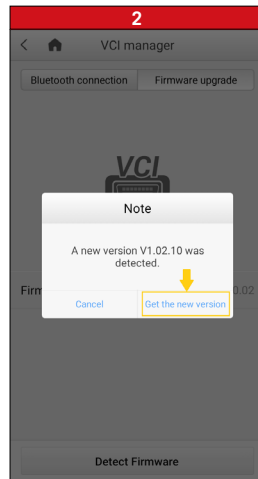 2
VCI manager
Bluetooth connection Firmware upgrade
VCI
Note
A new version V1.02.10 was
detected.
Cancel Get the new version
Detect Firmware